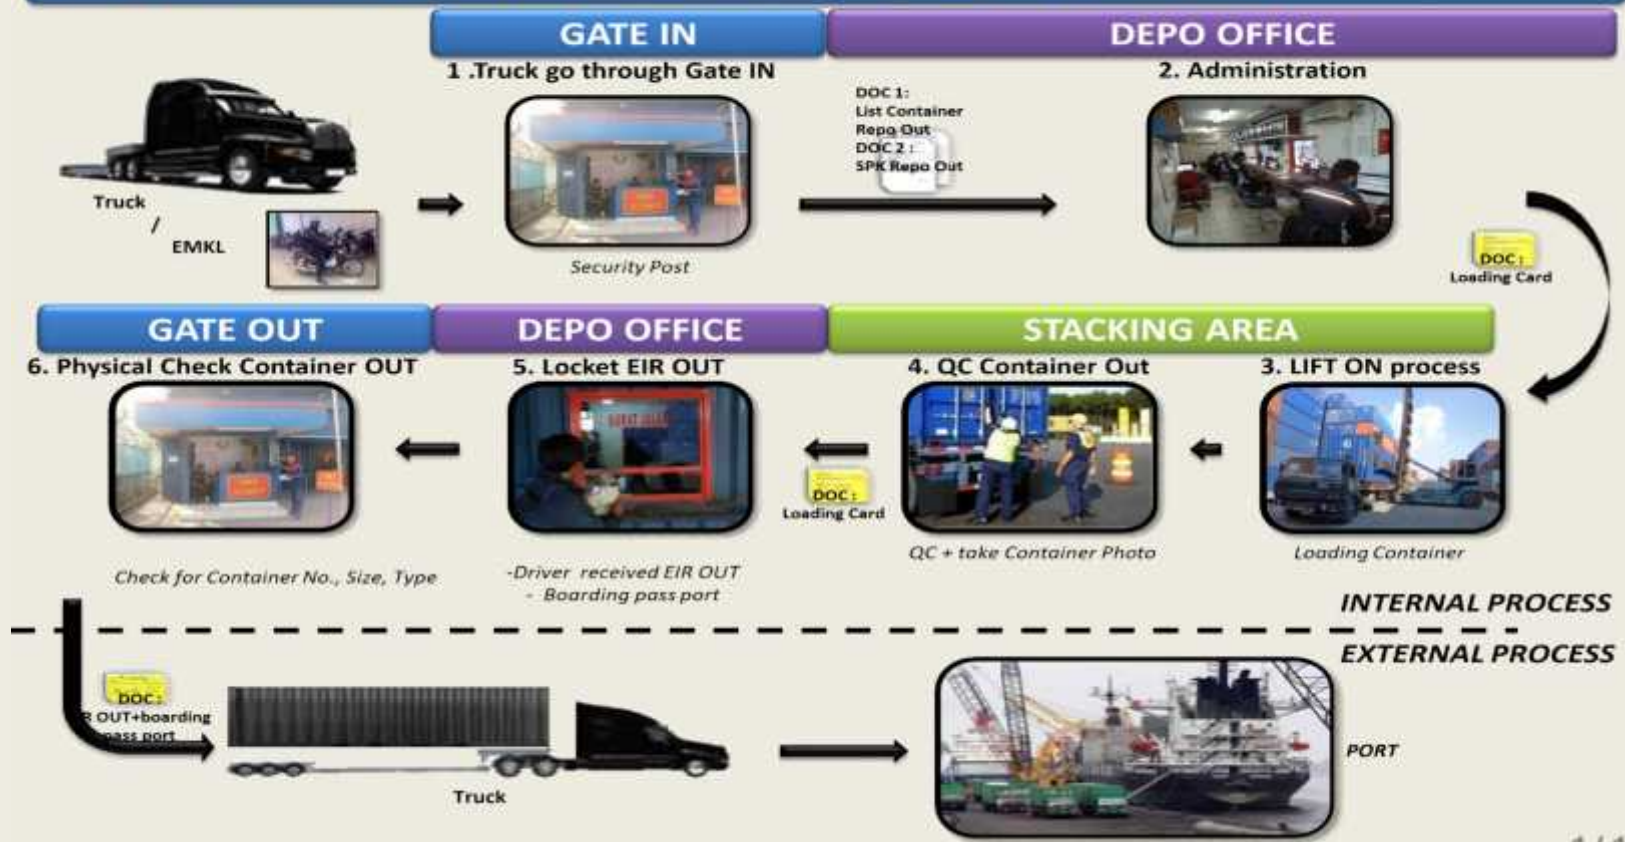 GATE IN
DEPO OFFICE
1 .Truck go through Gate IN
2. Administration
DOC 1:
List Container
Repo Out
DOC 2 :
SPK Repo Out
Truck
/
EMKL
Security Post
DOC :
Loading Card
GATE OUT
DEPO OFFICE
STACKING AREA
6. Physical Check Container OUT
5. Locket EIR OUT
4. QC Container Out
3. LIFT ON process
DOC :
Loading Card
Check for Container No., Size, Type
-Driver received EIR OUT
- Boarding pass port
QC + take Container Photo
Loading Container
INTERNAL PROCESS
EXTERNAL PROCESS
DOC :
R OUT+boarding
pass port
Truck
PORT